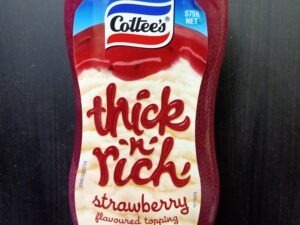 Cottee's
575g
NET
thick
'n'
rich
strawberry
flavoured topping